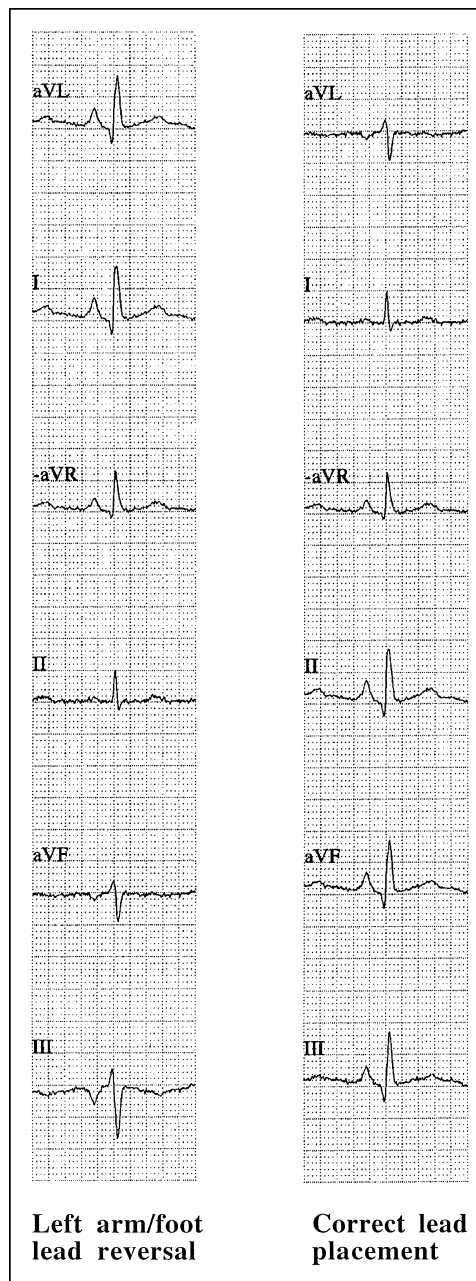 aVL
I
-aVR
II
aVF
III
Left arm/foot
lead reversal
aVL
I
-aVR
II
aVF
III
Correct lead
placement